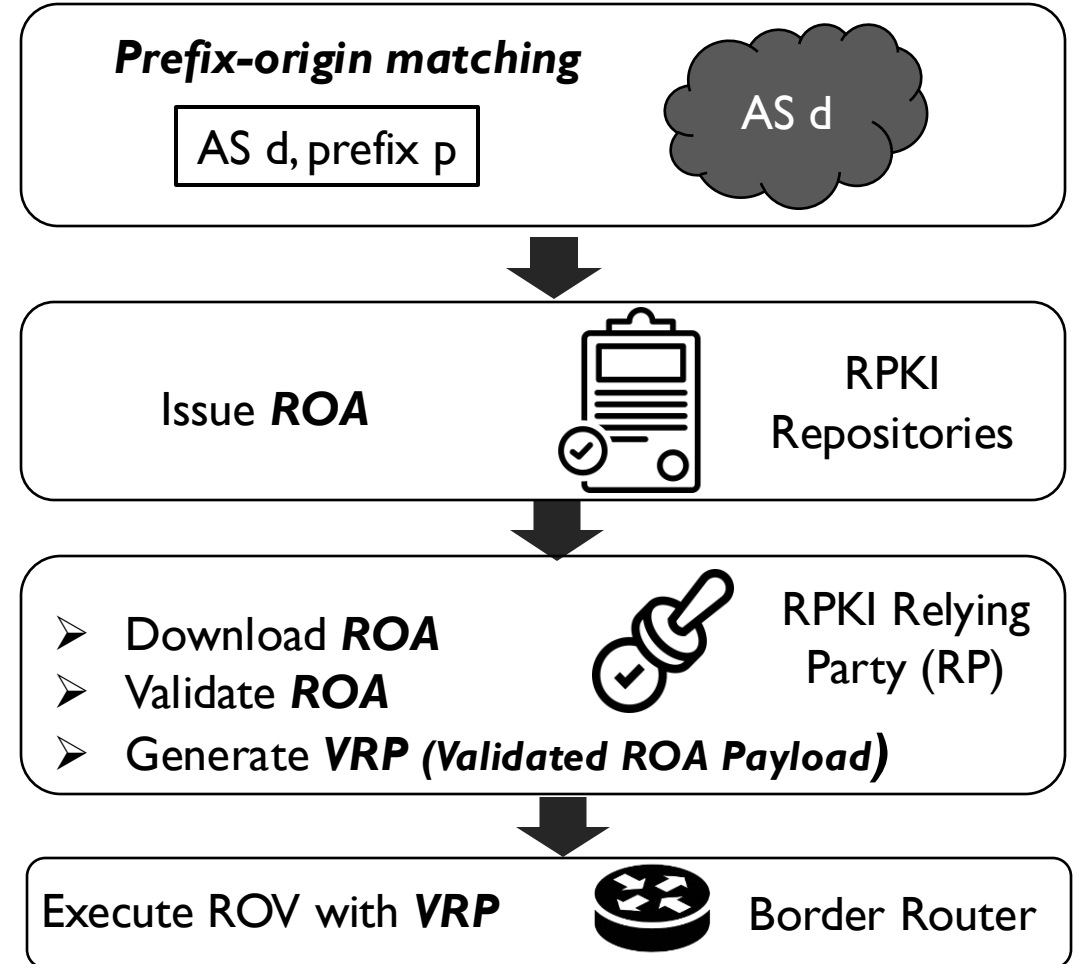 Prefix-origin matching
AS d, prefix p
AS d
Issue ROA
RPKI
Repositories
➢ Download ROA
➢ Validate ROA
➢ Generate VRP (Validated ROA Payload)
RPKI Relying
Party (RP)
Execute ROV with VRP
Border Router